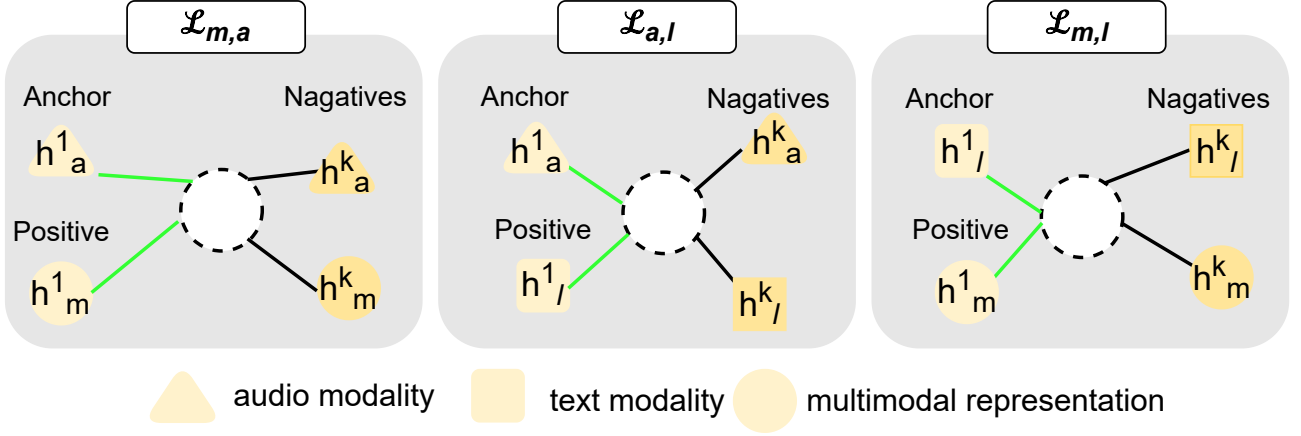 ℒm,a
Anchor
Nagatives
h¹a
hᵏa
Positive
h¹m
hᵏm
ℒa,l
Anchor
Nagatives
h¹a
hᵏa
Positive
h¹l
hᵏl
ℒm,l
Anchor
Nagatives
h¹l
hᵏl
Positive
h¹m
hᵏm
audio modality
text modality
multimodal representation